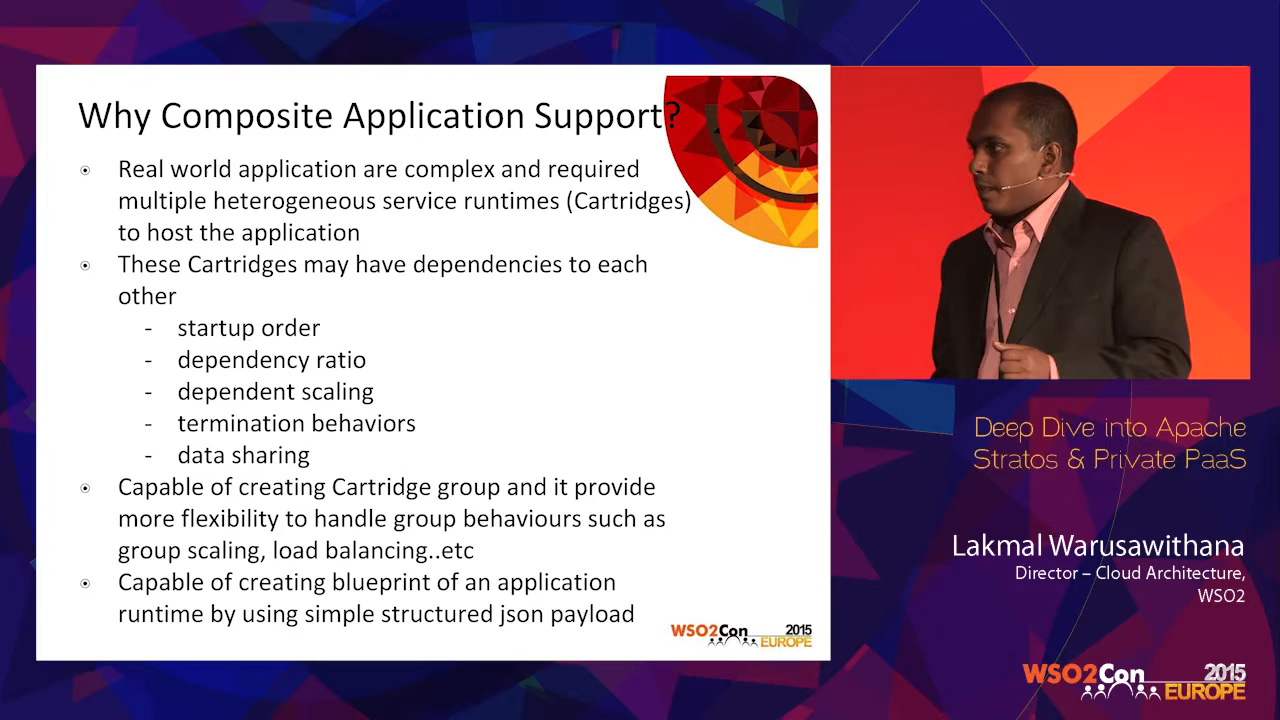 Why Composite Application Support?
Real world application are complex and required
multiple heterogeneous service runtimes (Cartridges)
to host the application
These Cartridges may have dependencies to each
other
- startup order
- dependency ratio
- dependent scaling
- termination behaviors
- data sharing
Capable of creating Cartridge group and it provide
more flexibility to handle group behaviours such as
group scaling, load balancing..etc
Capable of creating blueprint of an application
runtime by using simple structured json payload
WSO2Con 2015
EUROPE
Deep Dive into Apache
Stratos & Private PaaS
Lakmal Warusawithana
Director – Cloud Architecture,
WSO2
WSO2Con 2015
EUROPE